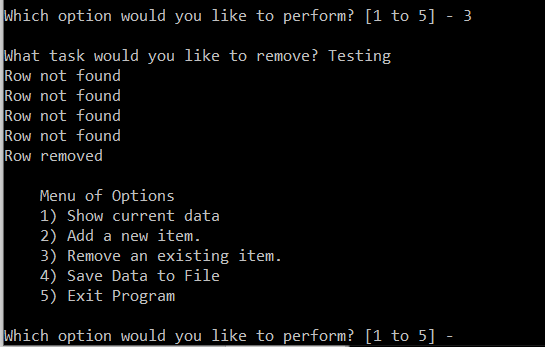 Which option would you like to perform? [1 to 5] - 3
What task would you like to remove? Testing
Row not found
Row not found
Row not found
Row not found
Row removed
Menu of Options
1) Show current data
2) Add a new item.
3) Remove an existing item.
4) Save Data to File
5) Exit Program
Which option would you like to perform? [1 to 5] -